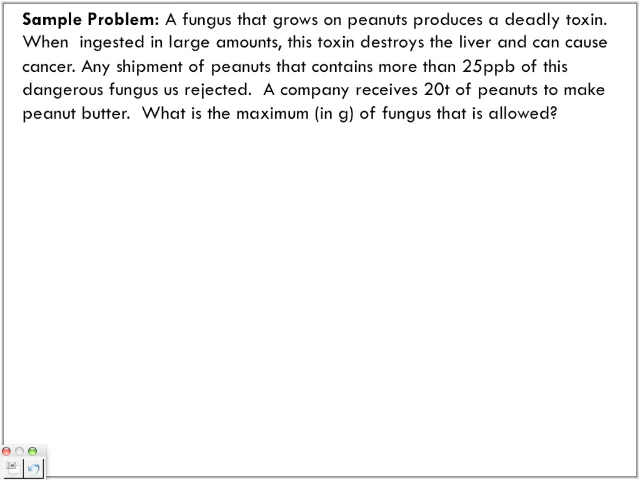 Sample Problem: A fungus that grows on peanuts produces a deadly toxin.
When  ingested in large amounts, this toxin destroys the liver and can cause
cancer. Any shipment of peanuts that contains more than 25ppb of this
dangerous fungus us rejected.  A company receives 20t of peanuts to make
peanut butter.  What is the maximum (in g) of fungus that is allowed?